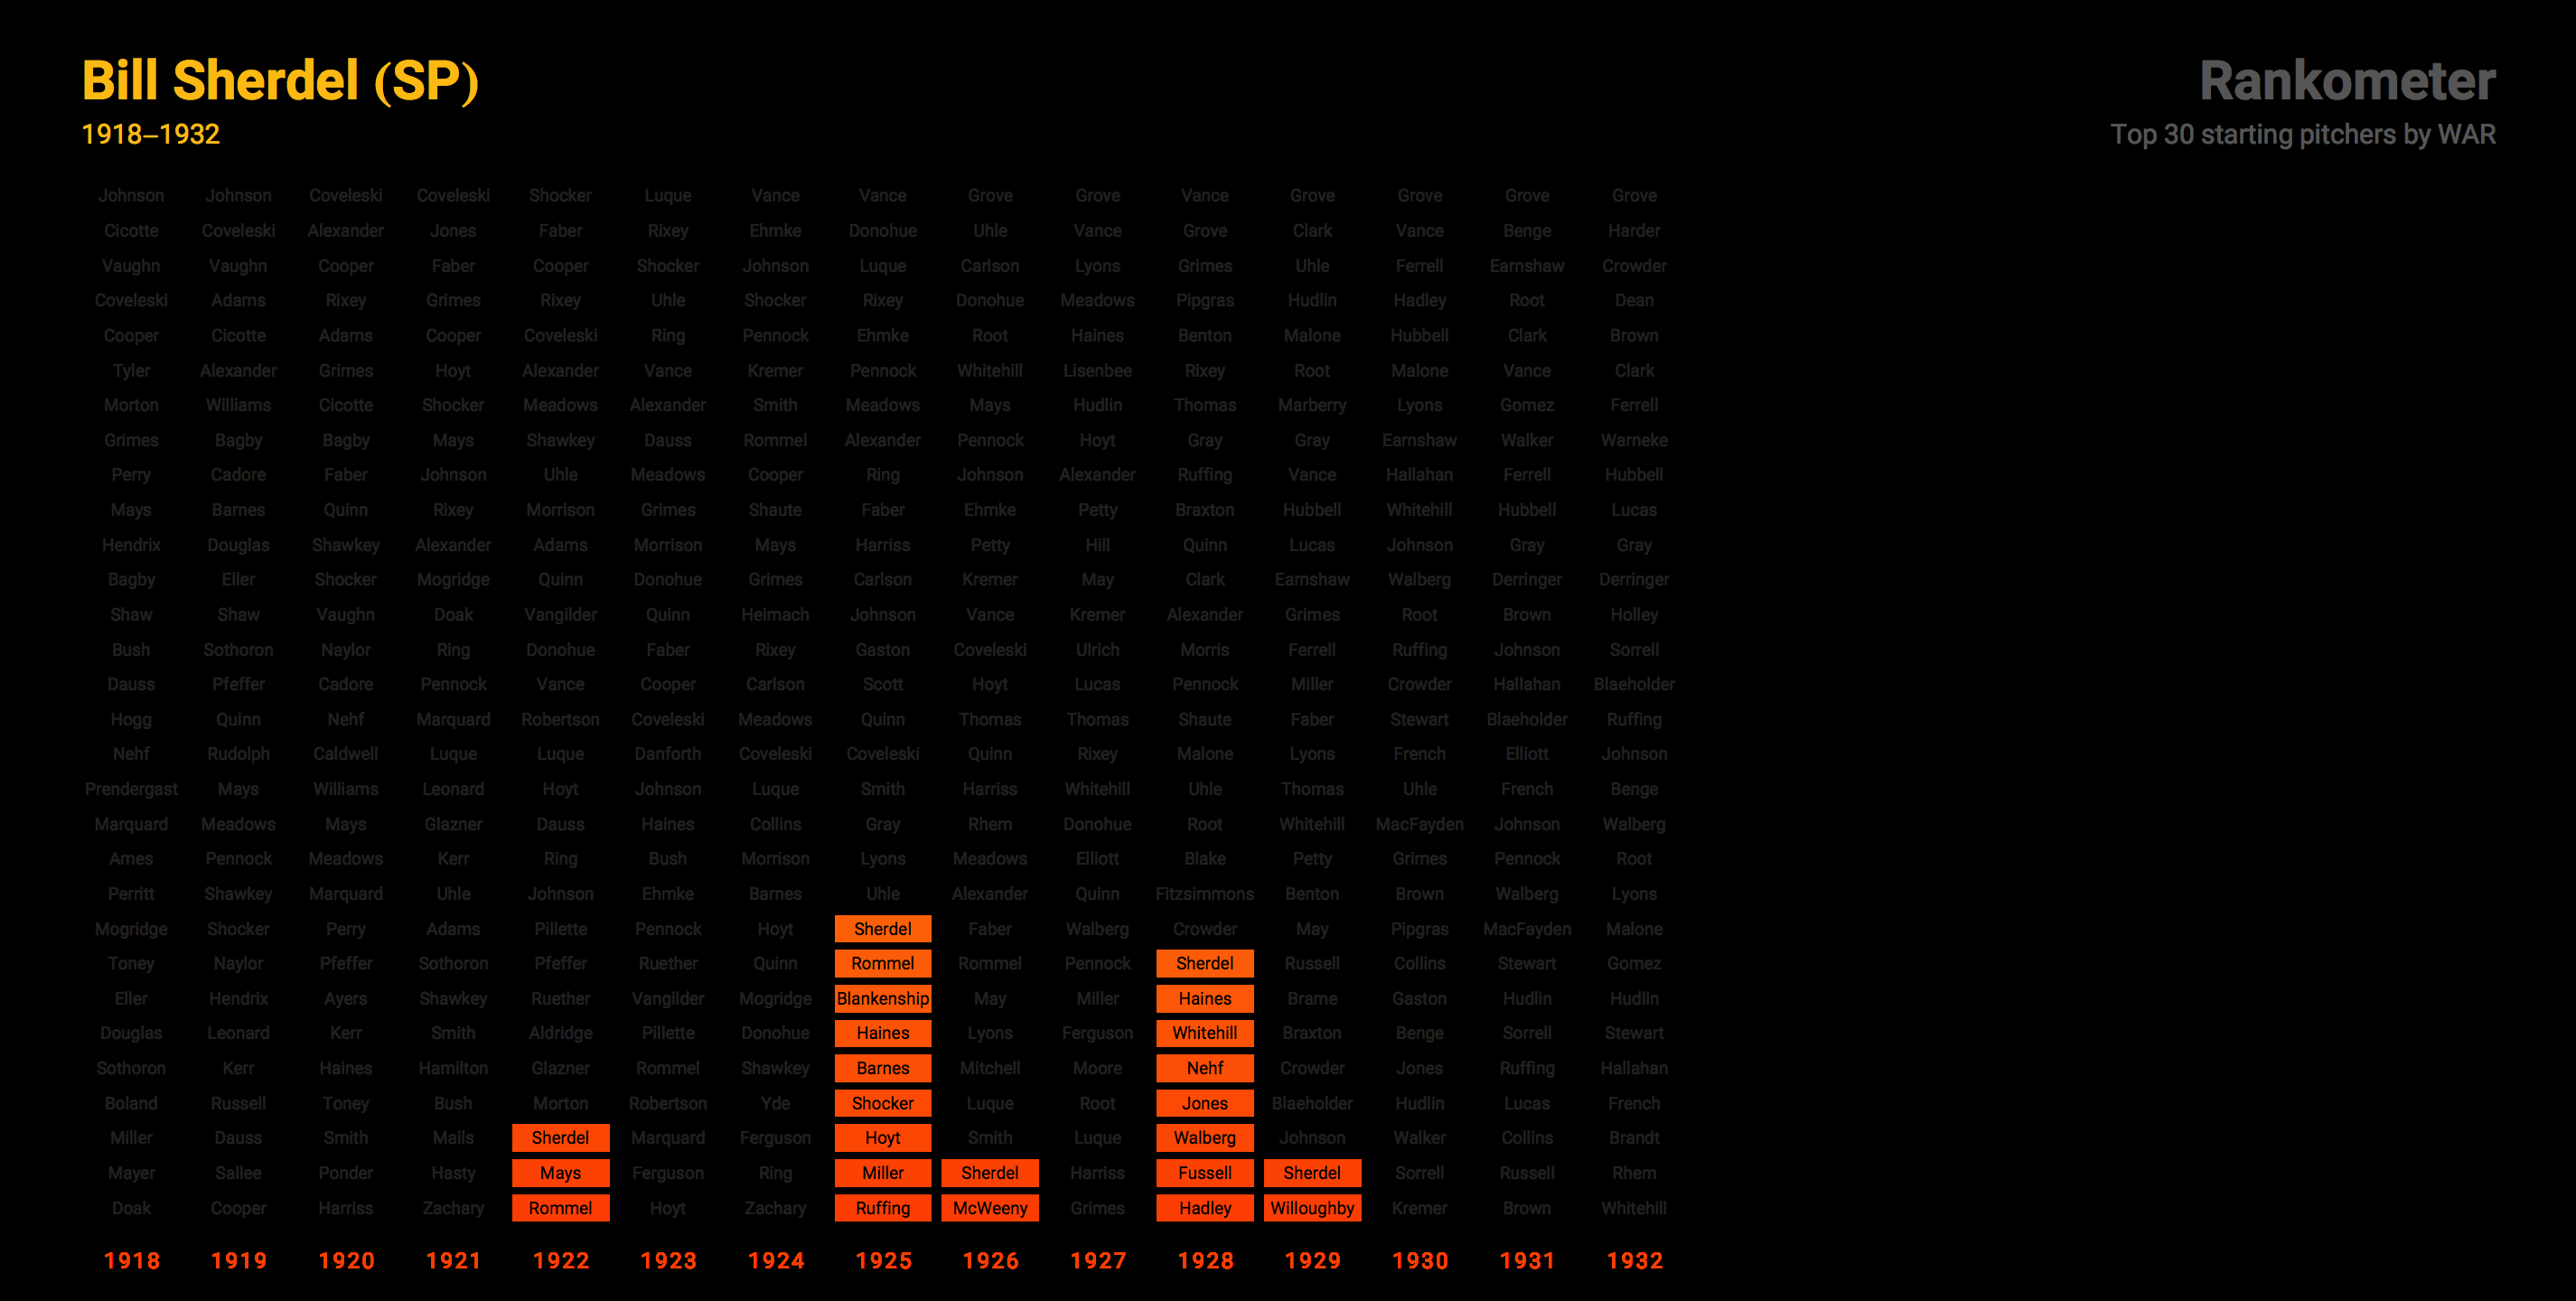 Bill Sherdel (SP)
1918–1932
Rankometer
Top 30 starting pitchers by WAR
Johnson Johnson Coveleski Coveleski Shocker Luque Vance Vance Grove Grove Vance Grove Grove Grove Grove
Cicotte Coveleski Alexander Jones Faber Rixey Ehmke Donohue Uhle Vance Grove Clark Vance Benge Harder
Vaughn Vaughn Cooper Faber Cooper Shocker Johnson Luque Carlson Lyons Grimes Uhle Ferrell Earnshaw Crowder
Coveleski Adams Rixey Grimes Rixey Uhle Shocker Rixey Donohue Meadows Pipgras Hudlin Hadley Root Dean
Cooper Cicotte Adams Cooper Coveleski Ring Pennock Ehmke Root Haines Benton Malone Hubbell Clark Brown
Tyler Alexander Grimes Hoyt Alexander Vance Kremer Pennock Whitehill Lisenbee Rixey Root Malone Vance Clark
Morton Williams Cicotte Shocker Meadows Alexander Smith Meadows Mays Hudlin Thomas Marberry Lyons Gomez Ferrell
Grimes Bagby Bagby Mays Shawkey Dauss Rommel Alexander Pennock Hoyt Gray Gray Earnshaw Walker Warneke
Perry Cadore Faber Johnson Uhle Meadows Cooper Ring Johnson Alexander Ruffing Vance Hallahan Ferrell Hubbell
Mays Barnes Quinn Rixey Morrison Grimes Shaute Faber Ehmke Petty Braxton Hubbell Whitehill Hubbell Lucas
Hendrix Douglas Shawkey Alexander Adams Morrison Mays Harriss Petty Hill Quinn Lucas Johnson Gray Gray
Bagby Eller Shocker Mogridge Quinn Donohue Grimes Carlson Kremer May Clark Earnshaw Walberg Derringer Derringer
Shaw Shaw Vaughn Doak Vangilder Quinn Heimach Johnson Vance Kremer Alexander Grimes Root Brown Holley
Bush Sothoron Naylor Ring Donohue Faber Rixey Gaston Coveleski Ulrich Morris Ferrell Ruffing Johnson Sorrell
Dauss Pfeffer Cadore Pennock Vance Cooper Carlson Scott Hoyt Lucas Pennock Miller Crowder Hallahan Blaeholder
Hogg Quinn Nehf Marquard Robertson Coveleski Meadows Quinn Thomas Thomas Shaute Faber Stewart Blaeholder Ruffing
Nehf Rudolph Caldwell Luque Luque Danforth Coveleski Coveleski Quinn Rixey Malone Lyons French Elliott Johnson
Prendergast Mays Williams Leonard Hoyt Johnson Luque Smith Harriss Whitehill Uhle Thomas Uhle French Benge
Marquard Meadows Mays Glazner Dauss Haines Collins Gray Rhem Donohue Root Whitehill MacFayden Johnson Walberg
Ames Pennock Meadows Kerr Ring Bush Morrison Lyons Meadows Elliott Blake Petty Grimes Pennock Root
Perritt Shawkey Marquard Uhle Johnson Ehmke Barnes Uhle Alexander Quinn Fitzsimmons Benton Brown Walberg Lyons
Mogridge Shocker Perry Adams Pillette Pennock Hoyt Sherdel Faber Walberg Crowder May Pipgras MacFayden Malone
Toney Naylor Pfeffer Sothoron Pfeffer Ruether Quinn Rommel Rommel Pennock Sherdel Russell Collins Stewart Gomez
Eller Hendrix Ayers Shawkey Ruether Vangilder Mogridge Blankenship May Miller Haines Brame Gaston Hudlin Hudlin
Douglas Leonard Kerr Smith Aldridge Pillette Donohue Haines Lyons Ferguson Whitehill Braxton Benge Sorrell Stewart
Sothoron Kerr Haines Hamilton Glazner Rommel Shawkey Barnes Mitchell Moore Nehf Crowder Jones Ruffing Hallahan
Boland Russell Toney Bush Morton Robertson Yde Shocker Luque Root Jones Blaeholder Hudlin Lucas French
Miller Dauss Smith Mails Sherdel Marquard Ferguson Hoyt Smith Luque Walberg Johnson Walker Collins Brandt
Mayer Sallee Ponder Hasty Mays Ferguson Ring Miller Sherdel Harriss Fussell Sherdel Sorrell Russell Rhem
Doak Cooper Harriss Zachary Rommel Hoyt Zachary Ruffing McWeeny Grimes Hadley Willoughby Kremer Brown Whitehill
1918 1919 1920 1921 1922 1923 1924 1925 1926 1927 1928 1929 1930 1931 1932